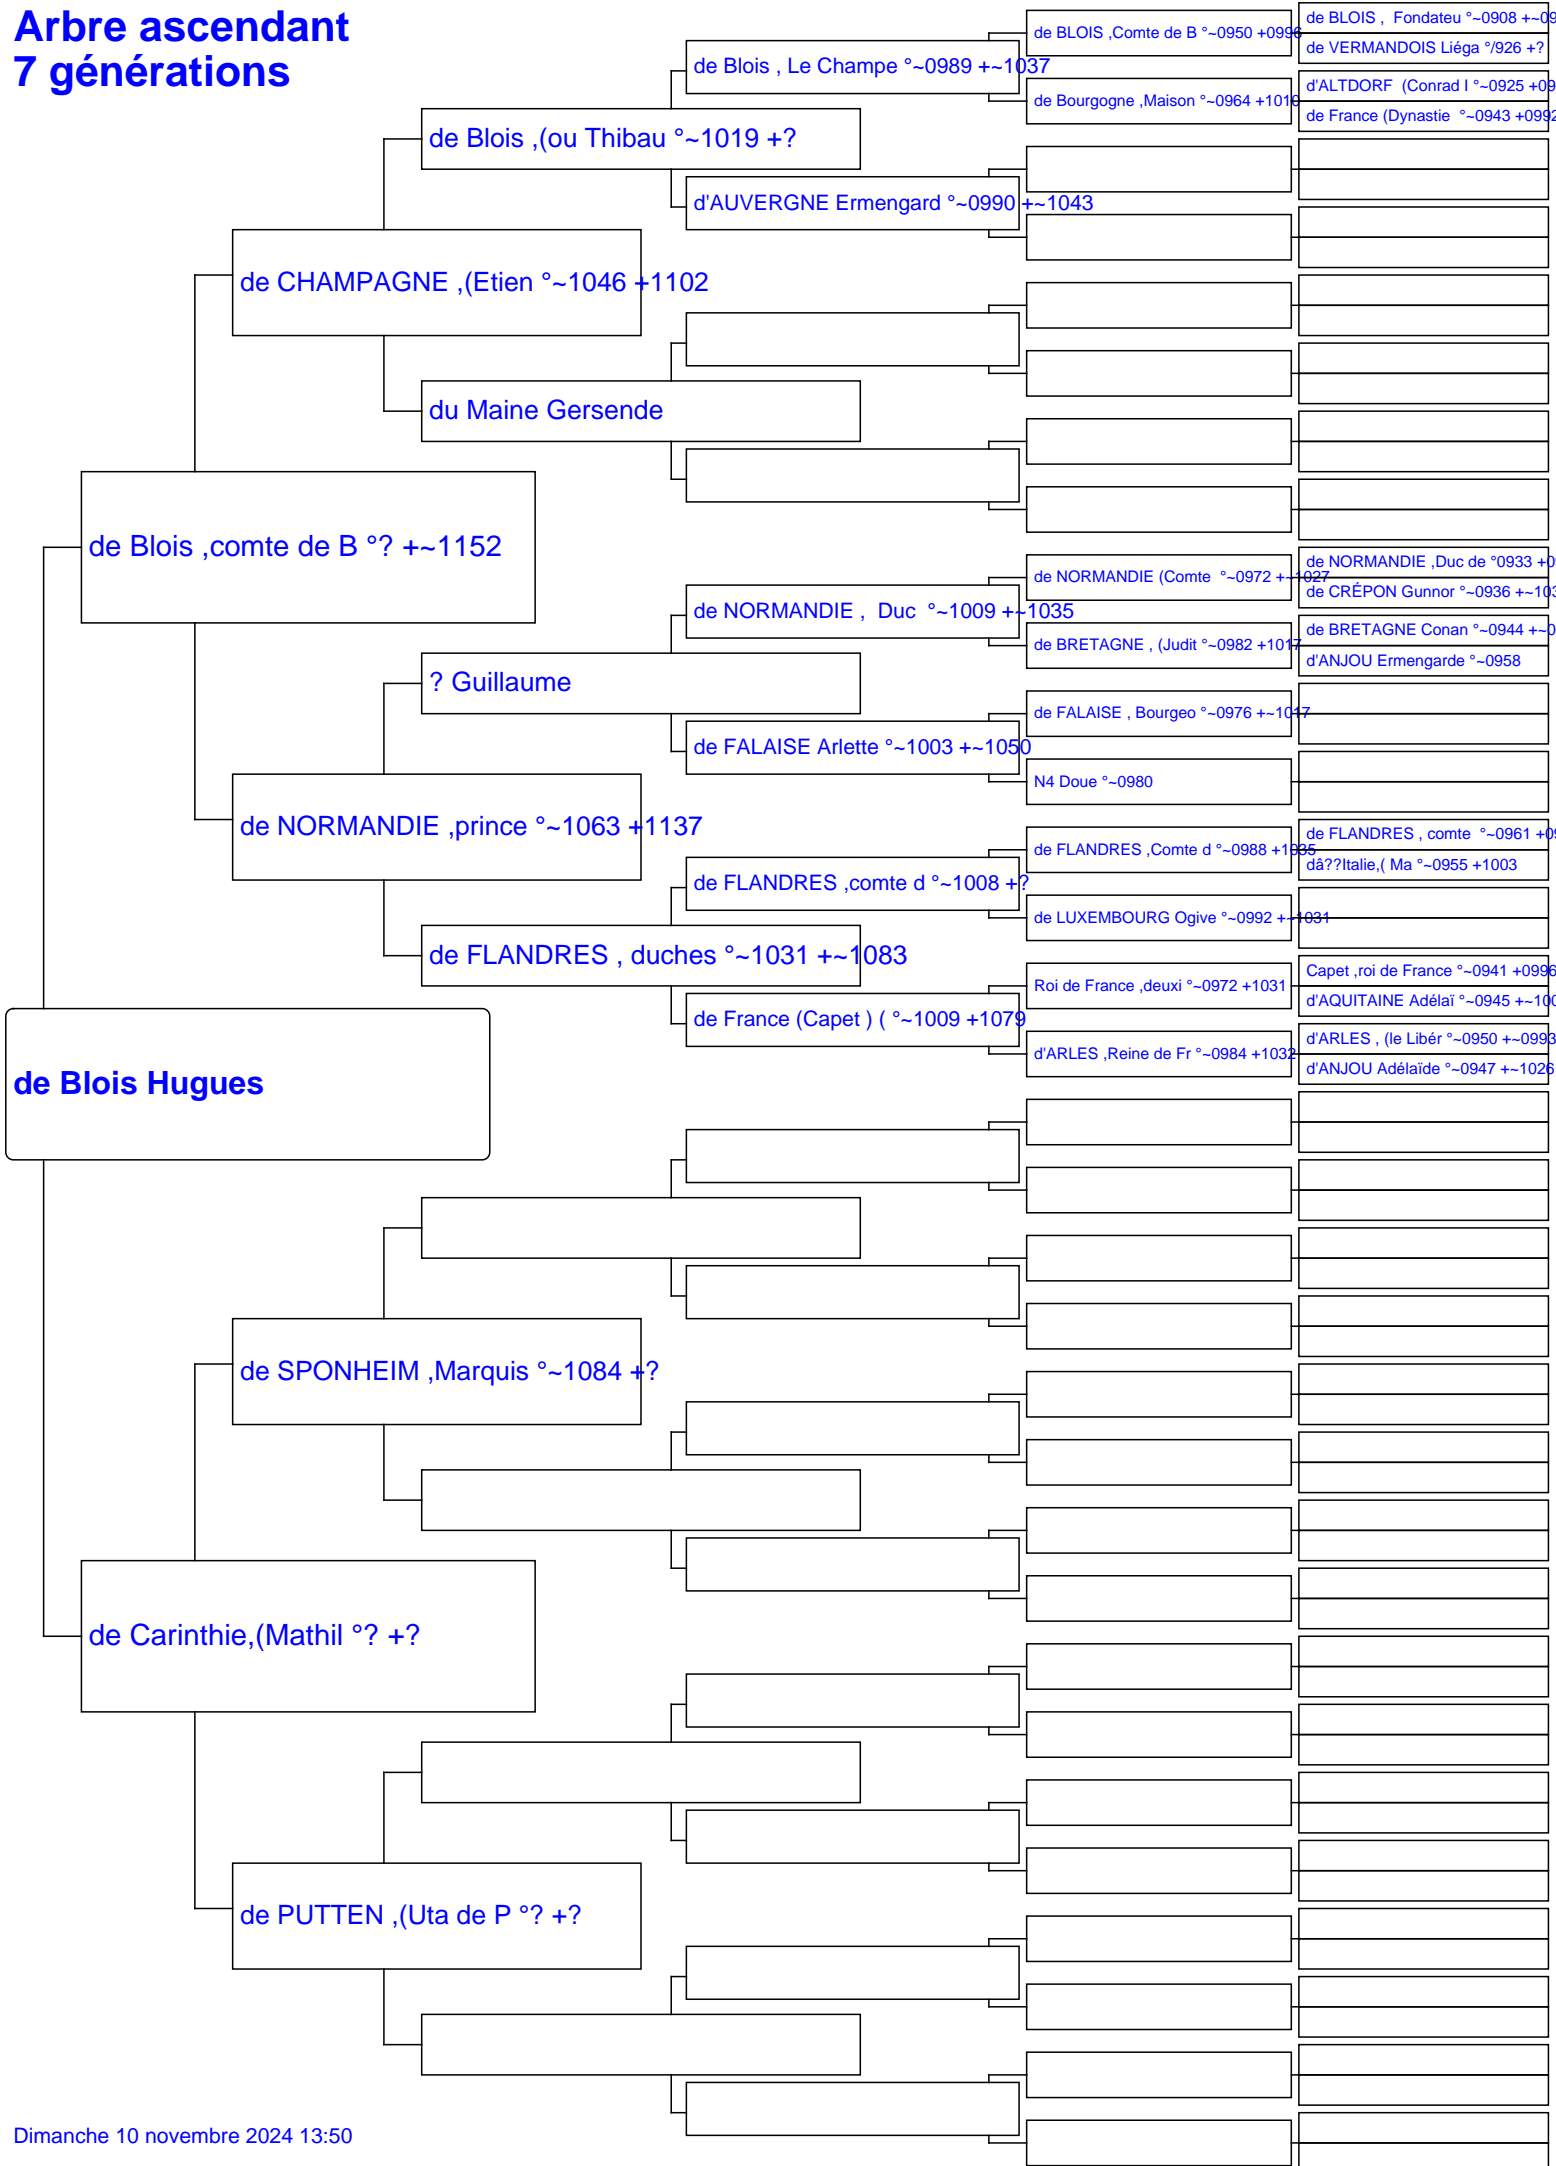 Arbre ascendant
7 générations
de BLOIS , Fondateu °~0908 +~09
de BLOIS ,Comte de B °~0950 +0996
de VERMANDOIS Liéga °/926 +?
de Blois , Le Champe °~0989 +~1037
d'ALTDORF (Conrad I °~0925 +09
de Bourgogne ,Maison °~0964 +1010
de France (Dynastie °~0943 +0992
de Blois ,(ou Thibau °~1019 +?
d'AUVERGNE Ermengard °~0990 +~1043
de CHAMPAGNE ,(Etien °~1046 +1102
du Maine Gersende
de Blois ,comte de B °? +~1152
de NORMANDIE ,Duc de °0933 +0
de NORMANDIE (Comte °~0972 +~1027
de CRÉPON Gunnor °~0936 +~103
de NORMANDIE , Duc °~1009 +~1035
de BRETAGNE Conan °~0944 +~0
de BRETAGNE , (Judit °~0982 +1017
d'ANJOU Ermengarde °~0958
? Guillaume
de FALAISE , Bourgeo °~0976 +~1017
de FALAISE Arlette °~1003 +~1050
N4 Doue °~0980
de NORMANDIE ,prince °~1063 +1137
de FLANDRES , comte °~0961 +09
de FLANDRES ,Comte d °~0988 +1035
dâ??Italie,( Ma °~0955 +1003
de FLANDRES ,comte d °~1008 +?
de LUXEMBOURG Ogive °~0992 +~1031
de FLANDRES , duches °~1031 +~1083
Capet ,roi de France °~0941 +0996
Roi de France ,deuxi °~0972 +1031
d'AQUITAINE Adélaï °~0945 +~100
de France (Capet ) ( °~1009 +1079
d'ARLES , (le Libér °~0950 +~0993
d'ARLES ,Reine de Fr °~0984 +1032
d'ANJOU Adélaïde °~0947 +~1026
de Blois Hugues
de SPONHEIM ,Marquis °~1084 +?
de Carinthie,(Mathil °? +?
de PUTTEN ,(Uta de P °? +?
Dimanche 10 novembre 2024 13:50